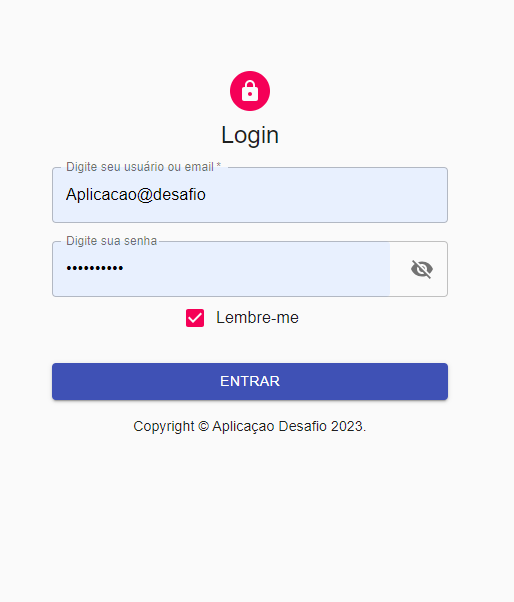 Login
Digite seu usuário ou email *
Aplicacao@desafio
Digite sua senha
••••••••••
Lembre-me
ENTRAR
Copyright © Aplicaçao Desafio 2023.